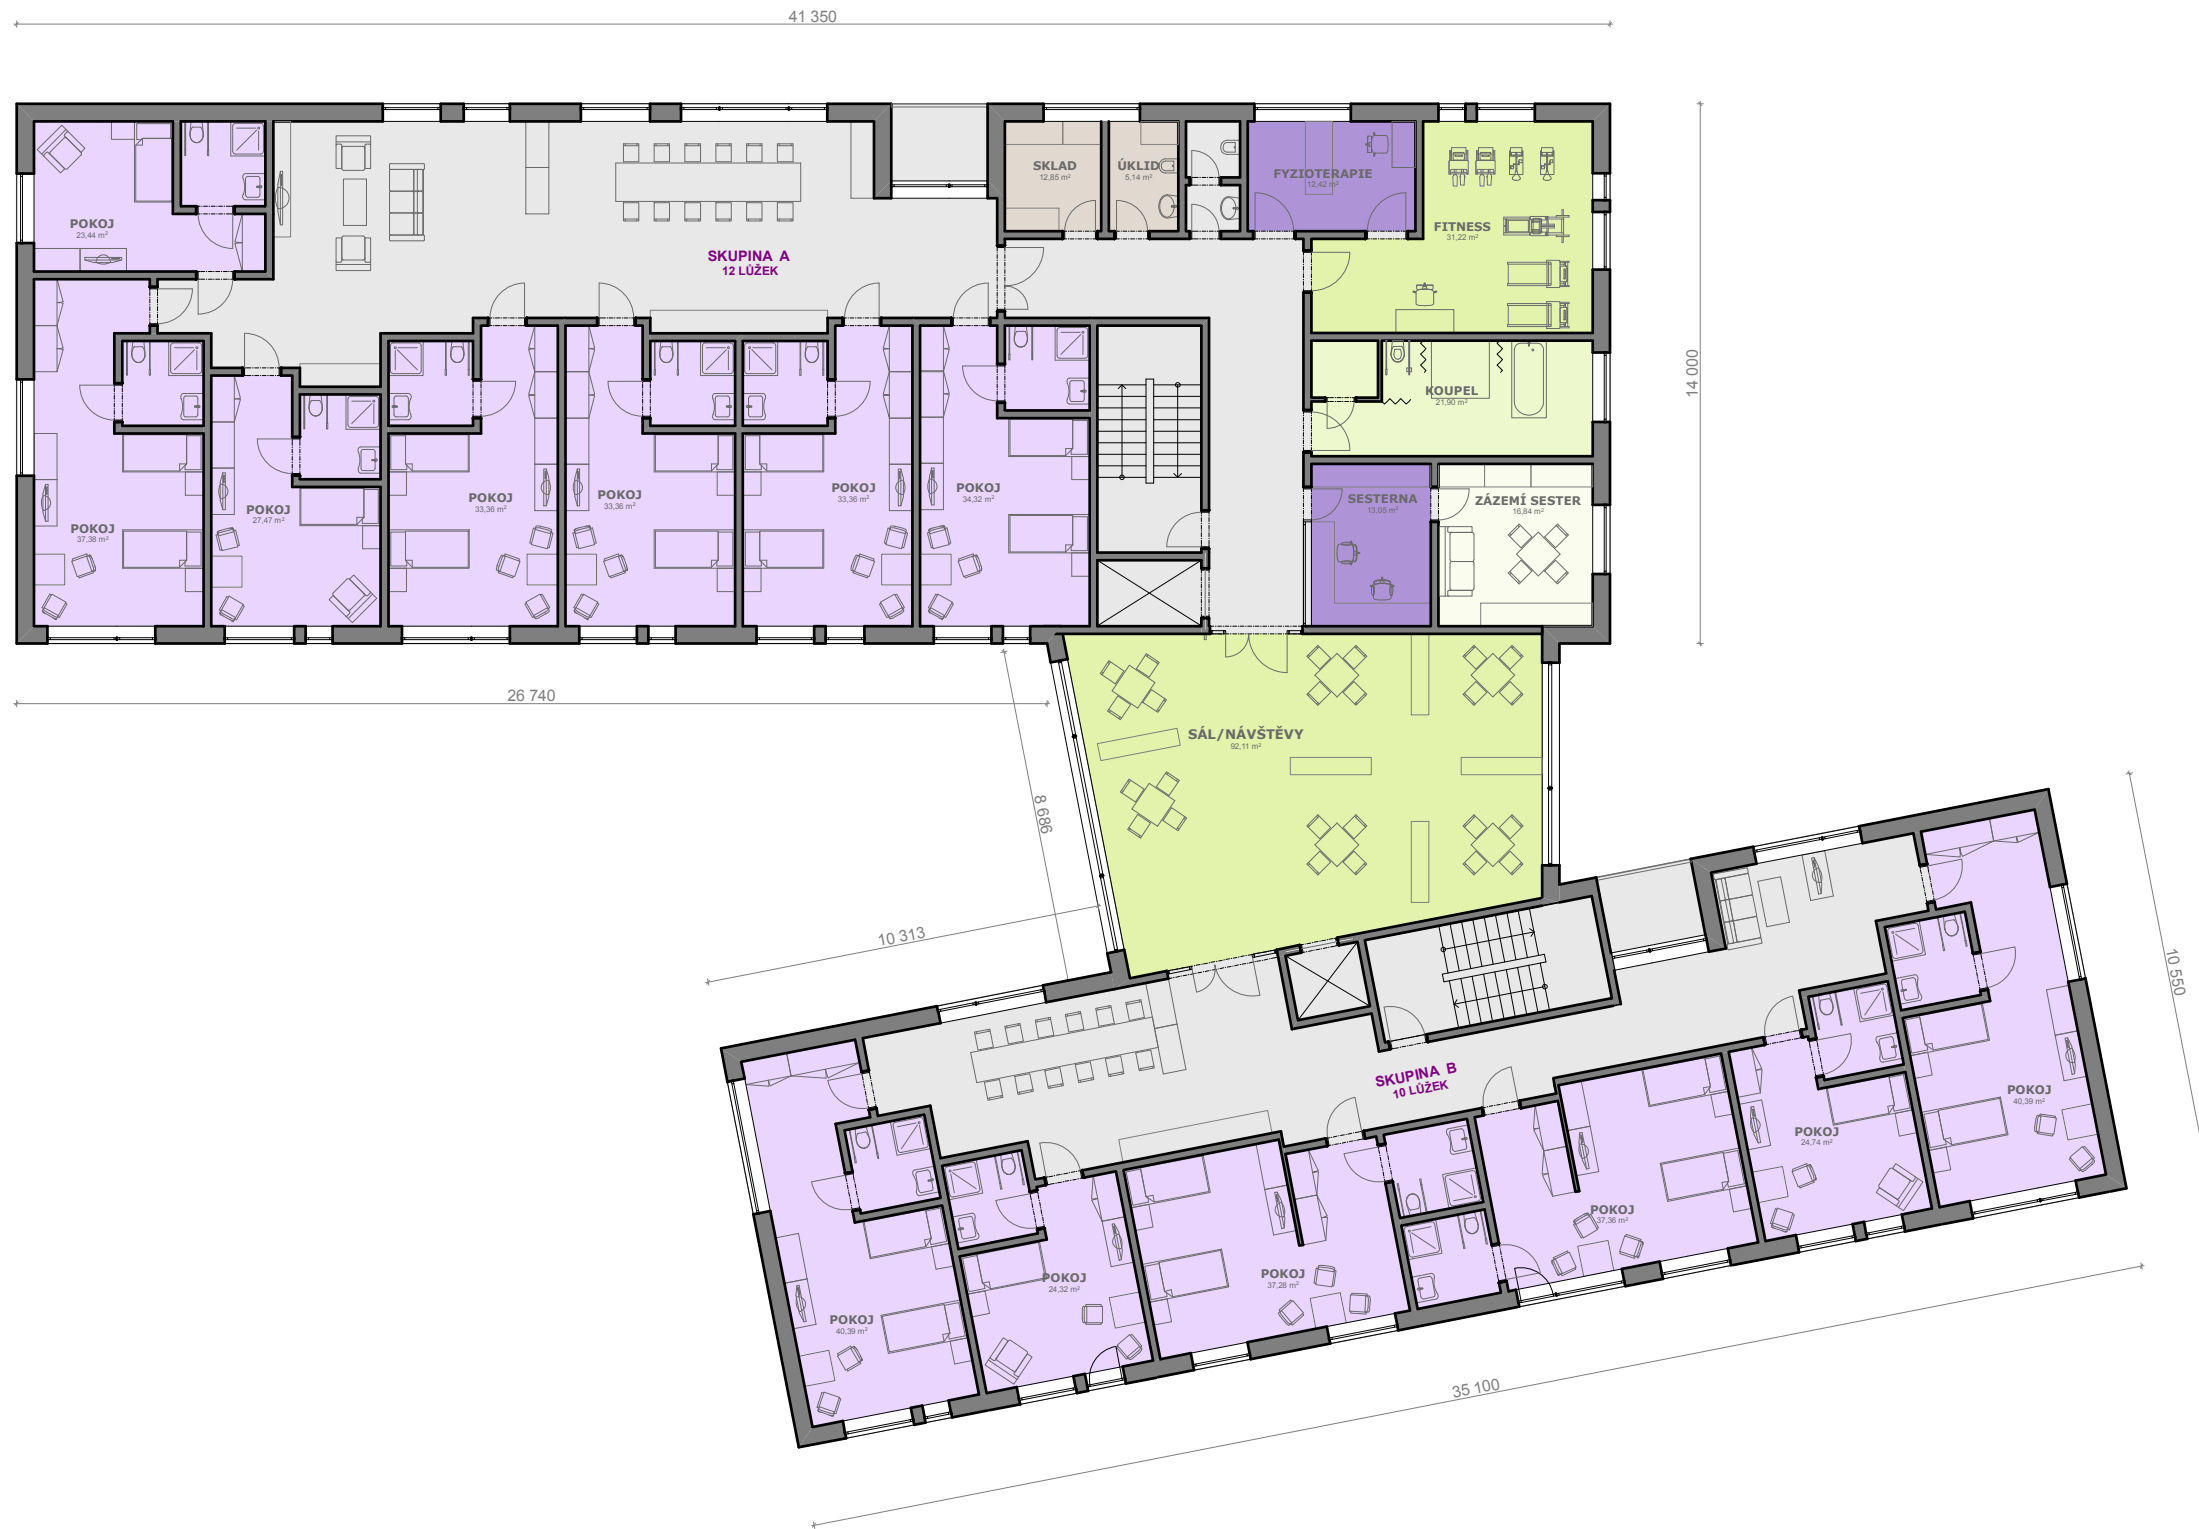 41 350
SKLAD
12,85 m²
ÚKLID
5,14 m²
FYZIOTERAPIE
12,42 m²
FITNESS
31,22 m²
POKOJ
23,44 m²
SKUPINA A
12 LŮŽEK
14 000
KOUPEL
21,90 m²
POKOJ
37,38 m²
POKOJ
27,47 m²
POKOJ
33,36 m²
POKOJ
33,36 m²
POKOJ
33,36 m²
POKOJ
34,32 m²
SESTERNA
13,05 m²
ZÁZEMÍ SESTER
16,84 m²
26 740
SÁL/NÁVŠTĚVY
92,11 m²
8 686
10 313
10 550
SKUPINA B
10 LŮŽEK
POKOJ
40,39 m²
POKOJ
24,74 m²
POKOJ
37,36 m²
POKOJ
37,28 m²
POKOJ
24,32 m²
POKOJ
40,39 m²
35 100